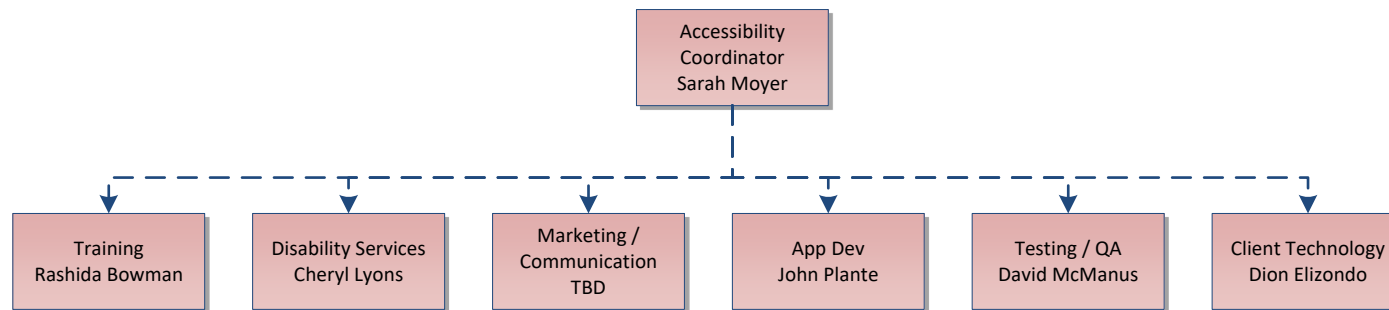 Accessibility
Coordinator
Sarah Moyer
Training
Rashida Bowman
Disability Services
Cheryl Lyons
Marketing /
Communication
TBD
App Dev
John Plante
Testing / QA
David McManus
Client Technology
Dion Elizondo